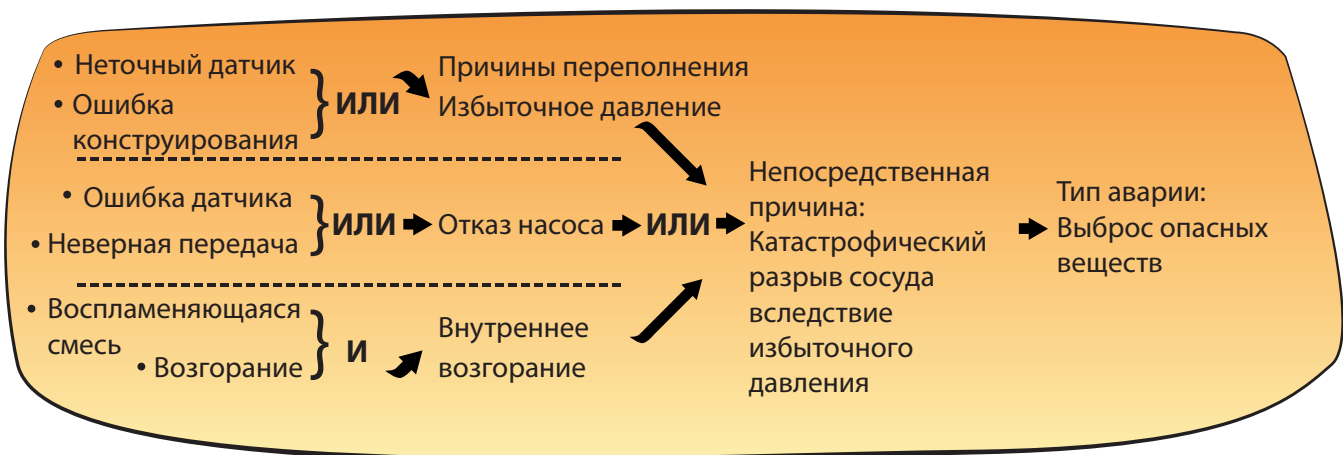 • Неточный датчик
• Ошибка
конструирования
} ИЛИ
Причины переполнения
Избыточное давление
• Ошибка датчика
• Неверная передача
} ИЛИ
Отказ насоса
ИЛИ
• Воспламеняющаяся
смесь
• Возгорание
} И
Внутреннее
возгорание
Непосредственная
причина:
Катастрофический
разрыв сосуда
вследствие
избыточного
давления
Тип аварии:
Выброс опасных
веществ